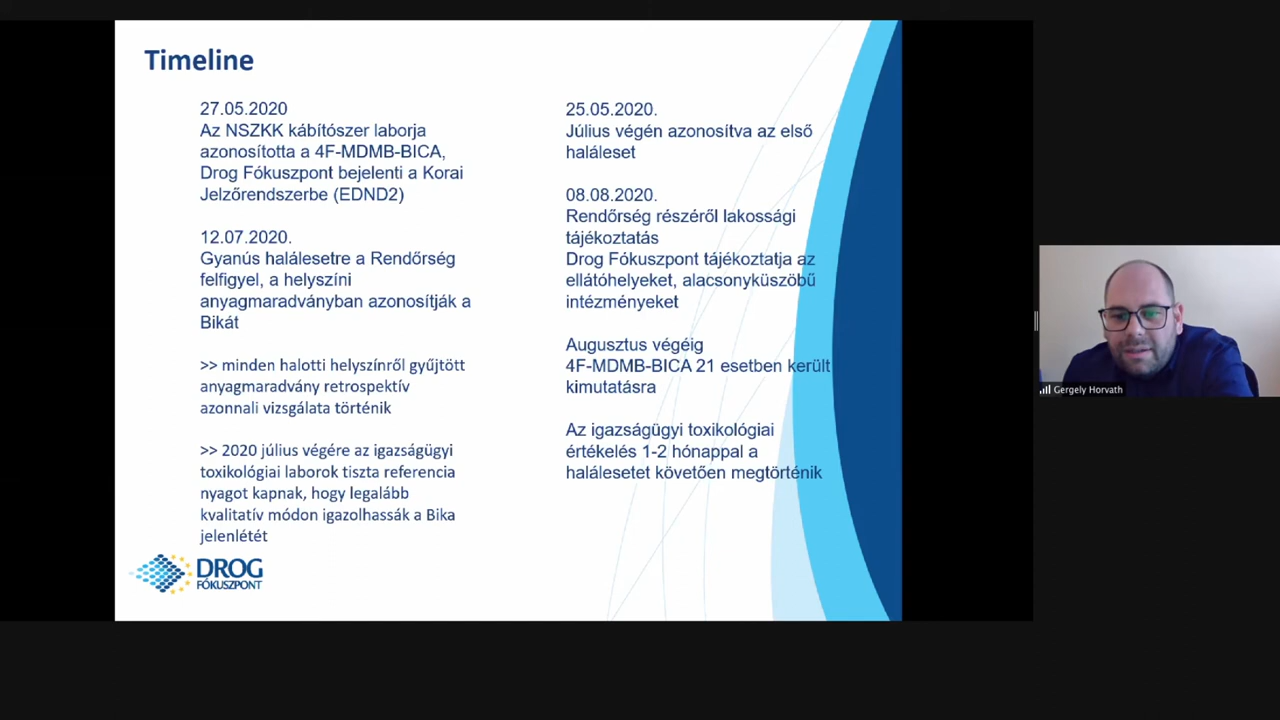 Timeline
27.05.2020
Az NSZKK kábítószer laborja
azonosította a 4F-MDMB-BICA,
Drog Fókuszpont bejelenti a Korai
Jelzőrendszerbe (EDND2)
12.07.2020.
Gyanús halálesetre a Rendőrség
felfigyel, a helyszíni
anyagmaradványban azonosítják a
Bikát
>> minden halotti helyszínről gyűjtött
anyagmaradvány retrospektív
azonnali vizsgálata történik
>> 2020 július végére az igazságügyi
toxikológiai laborok tiszta referencia
nyagot kapnak, hogy legalább
kvalitatív módon igazolhassák a Bika
jelenlétét
25.05.2020.
Július végén azonosítva az első
haláleset
08.08.2020.
Rendőrség részéről lakossági
tájékoztatás
Drog Fókuszpont tájékoztatja az
ellátóhelyeket, alacsonyküszöbű
intézményeket
Augusztus végéig
4F-MDMB-BICA 21 esetben került
kimutatásra
Az igazságügyi toxikológiai
értékelés 1-2 hónappal a
halálesetet követően megtörténik
DROG
FÓKUSZPONT
Gergely Horvath